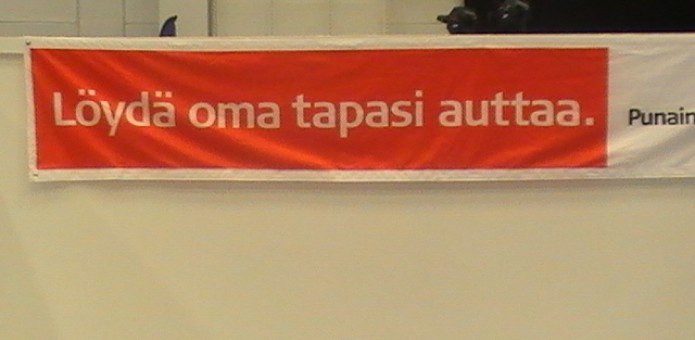 Löydä oma tapasi auttaa.
Punain